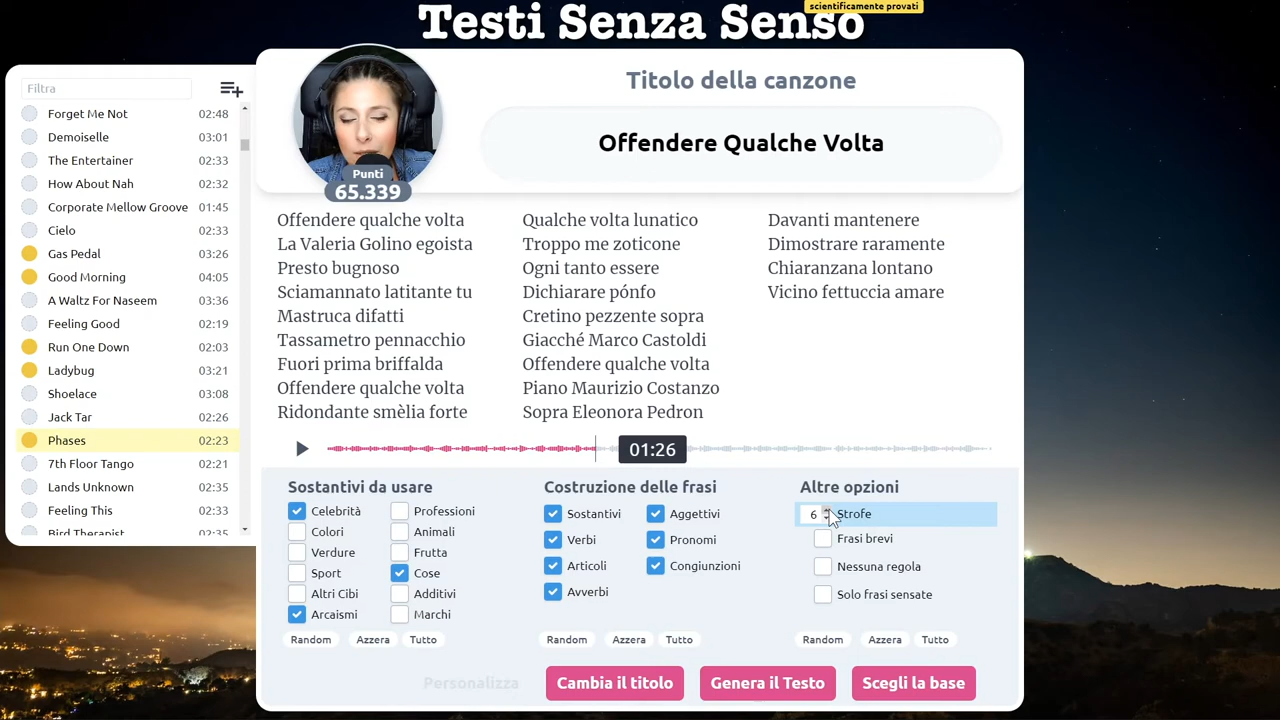 scientificamente provati
Testi Senza Senso
Filtra
Forget Me Not 02:48
Demoiselle 03:01
The Entertainer 02:33
How About Nah 02:32
Corporate Mellow Groove 01:45
Cielo 02:33
Gas Pedal 03:26
Good Morning 04:05
A Waltz For Naseem 03:36
Feeling Good 02:19
Run One Down 02:03
Ladybug 03:21
Shoelace 03:08
Jack Tar 02:26
Phases 02:23
7th Floor Tango 02:21
Lands Unknown 02:35
Feeling This 02:33
Bird Therapist 02:35
Punti
65.339
Titolo della canzone
Offendere Qualche Volta
Offendere qualche volta
La Valeria Golino egoista
Presto bugnoso
Sciamannato latitante tu
Mastruca difatti
Tassametro pennacchio
Fuori prima briffalda
Offendere qualche volta
Ridondante smèlia forte
Qualche volta lunatico
Troppo me zoticone
Ogni tanto essere
Dichiarare pónfo
Cretino pezzente sopra
Giacché Marco Castoldi
Offendere qualche volta
Piano Maurizio Costanzo
Sopra Eleonora Pedron
Davanti mantenere
Dimostrare raramente
Chiaranzana lontano
Vicino fettuccia amare
01:26
Sostantivi da usare
Celebrità Professioni
Colori Animali
Verdure Frutta
Sport Cose
Altri Cibi Additivi
Arcaismi Marchi
Random Azzera Tutto
Costruzione delle frasi
Sostantivi Aggettivi
Verbi Pronomi
Articoli Congiunzioni
Avverbi
Random Azzera Tutto
Altre opzioni
6 Strofe
Frasi brevi
Nessuna regola
Solo frasi sensate
Random Azzera Tutto
Personalizza
Cambia il titolo
Genera il Testo
Scegli la base